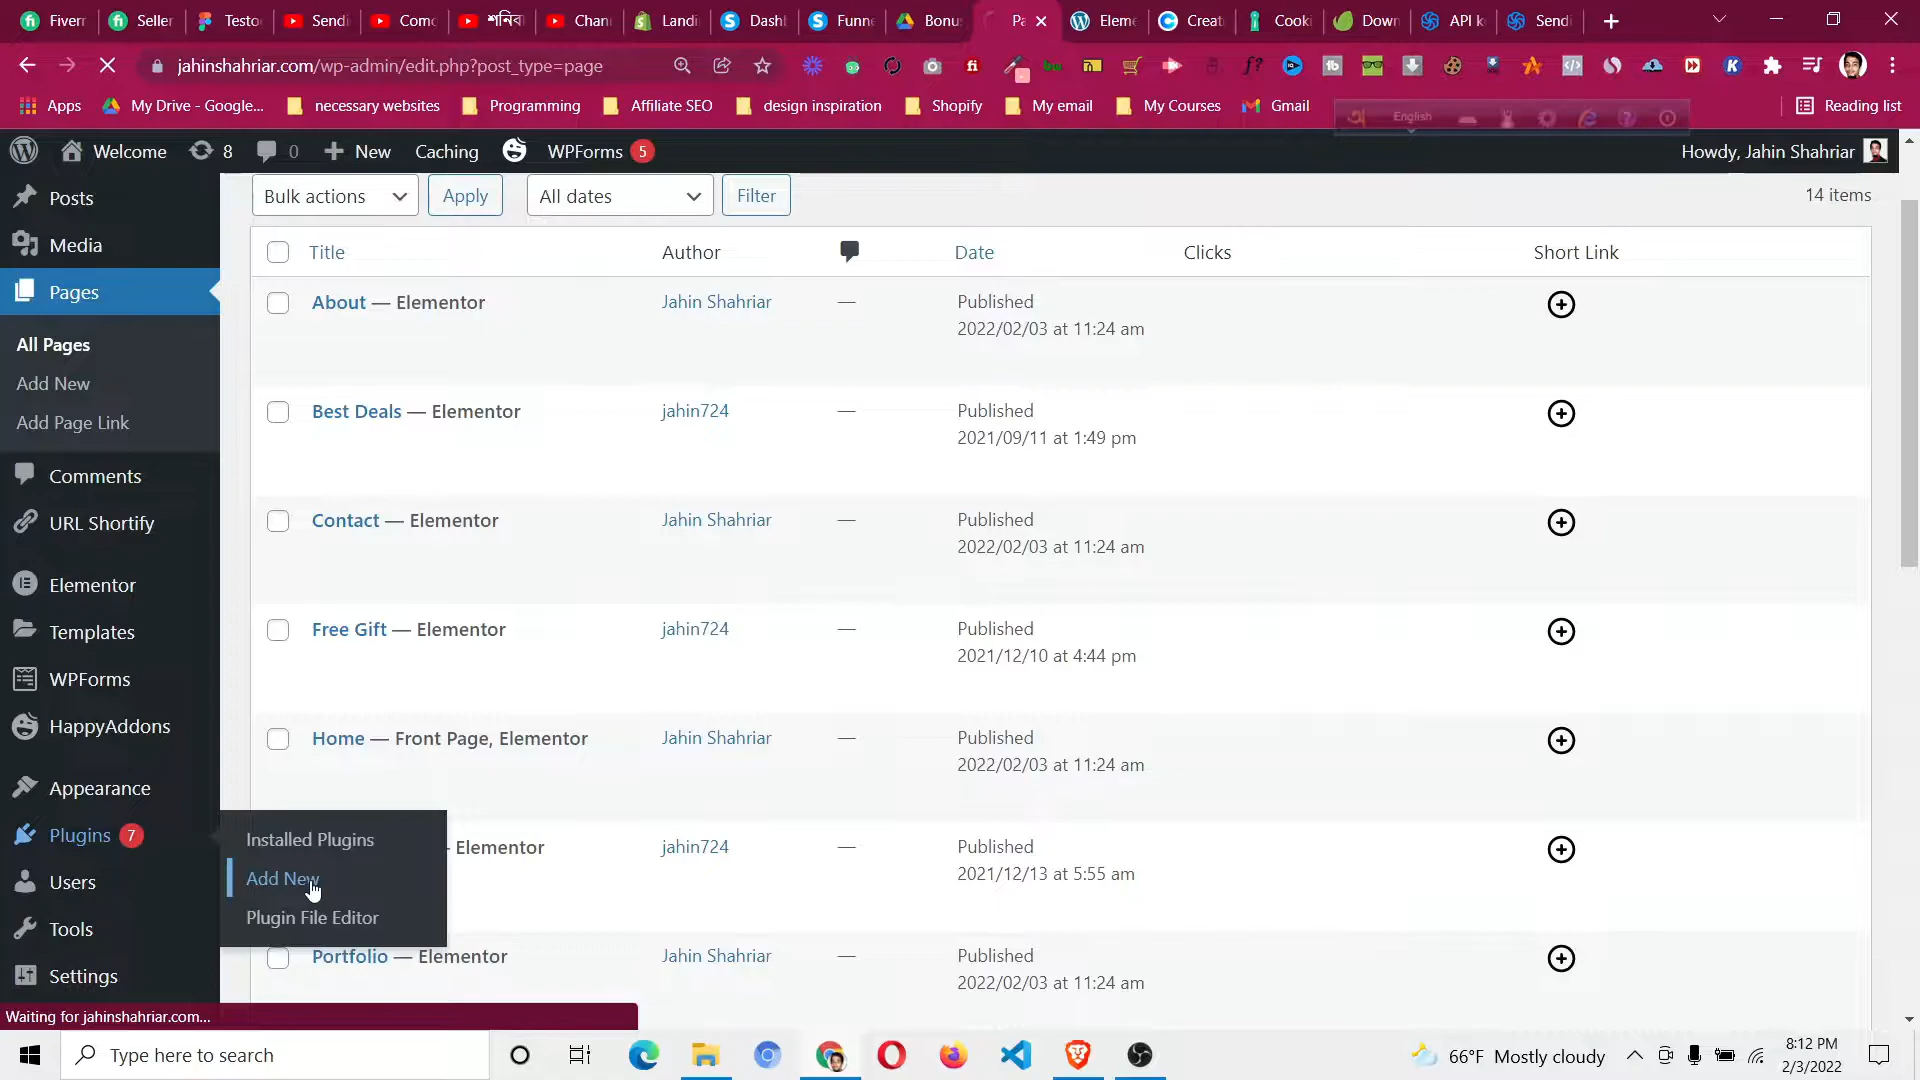 Fiverr
Seller
Testo
Sendi
Com
শনিবা
Chan
Landi
Dash
Funne
Bonu
Pa
Eleme
Creat
Cooki
Down
API k
Sendi
jahinshahriar.com/wp-admin/edit.php?post_type=page
Apps
My Drive - Google...
necessary websites
Programming
Affiliate SEO
design inspiration
Shopify
My email
My Courses
Gmail
English
Reading list
Welcome
8
0
New
Caching
WPForms 5
Howdy, Jahin Shahriar
Posts
Media
Pages
All Pages
Add New
Add Page Link
Comments
URL Shortify
Elementor
Templates
WPForms
HappyAddons
Appearance
Plugins 7
Users
Tools
Settings
Installed Plugins
Add New
Plugin File Editor
Bulk actions
Apply
All dates
Filter
14 items
Title Author Date Clicks Short Link
About — Elementor Jahin Shahriar — Published
2022/02/03 at 11:24 am
Best Deals — Elementor jahin724 — Published
2021/09/11 at 1:49 pm
Contact — Elementor Jahin Shahriar — Published
2022/02/03 at 11:24 am
Free Gift — Elementor jahin724 — Published
2021/12/10 at 4:44 pm
Home — Front Page, Elementor Jahin Shahriar — Published
2022/02/03 at 11:24 am
Elementor jahin724 — Published
2021/12/13 at 5:55 am
Portfolio — Elementor Jahin Shahriar — Published
2022/02/03 at 11:24 am
Waiting for jahinshahriar.com...
Type here to search
66°F Mostly cloudy
8:12 PM
2/3/2022